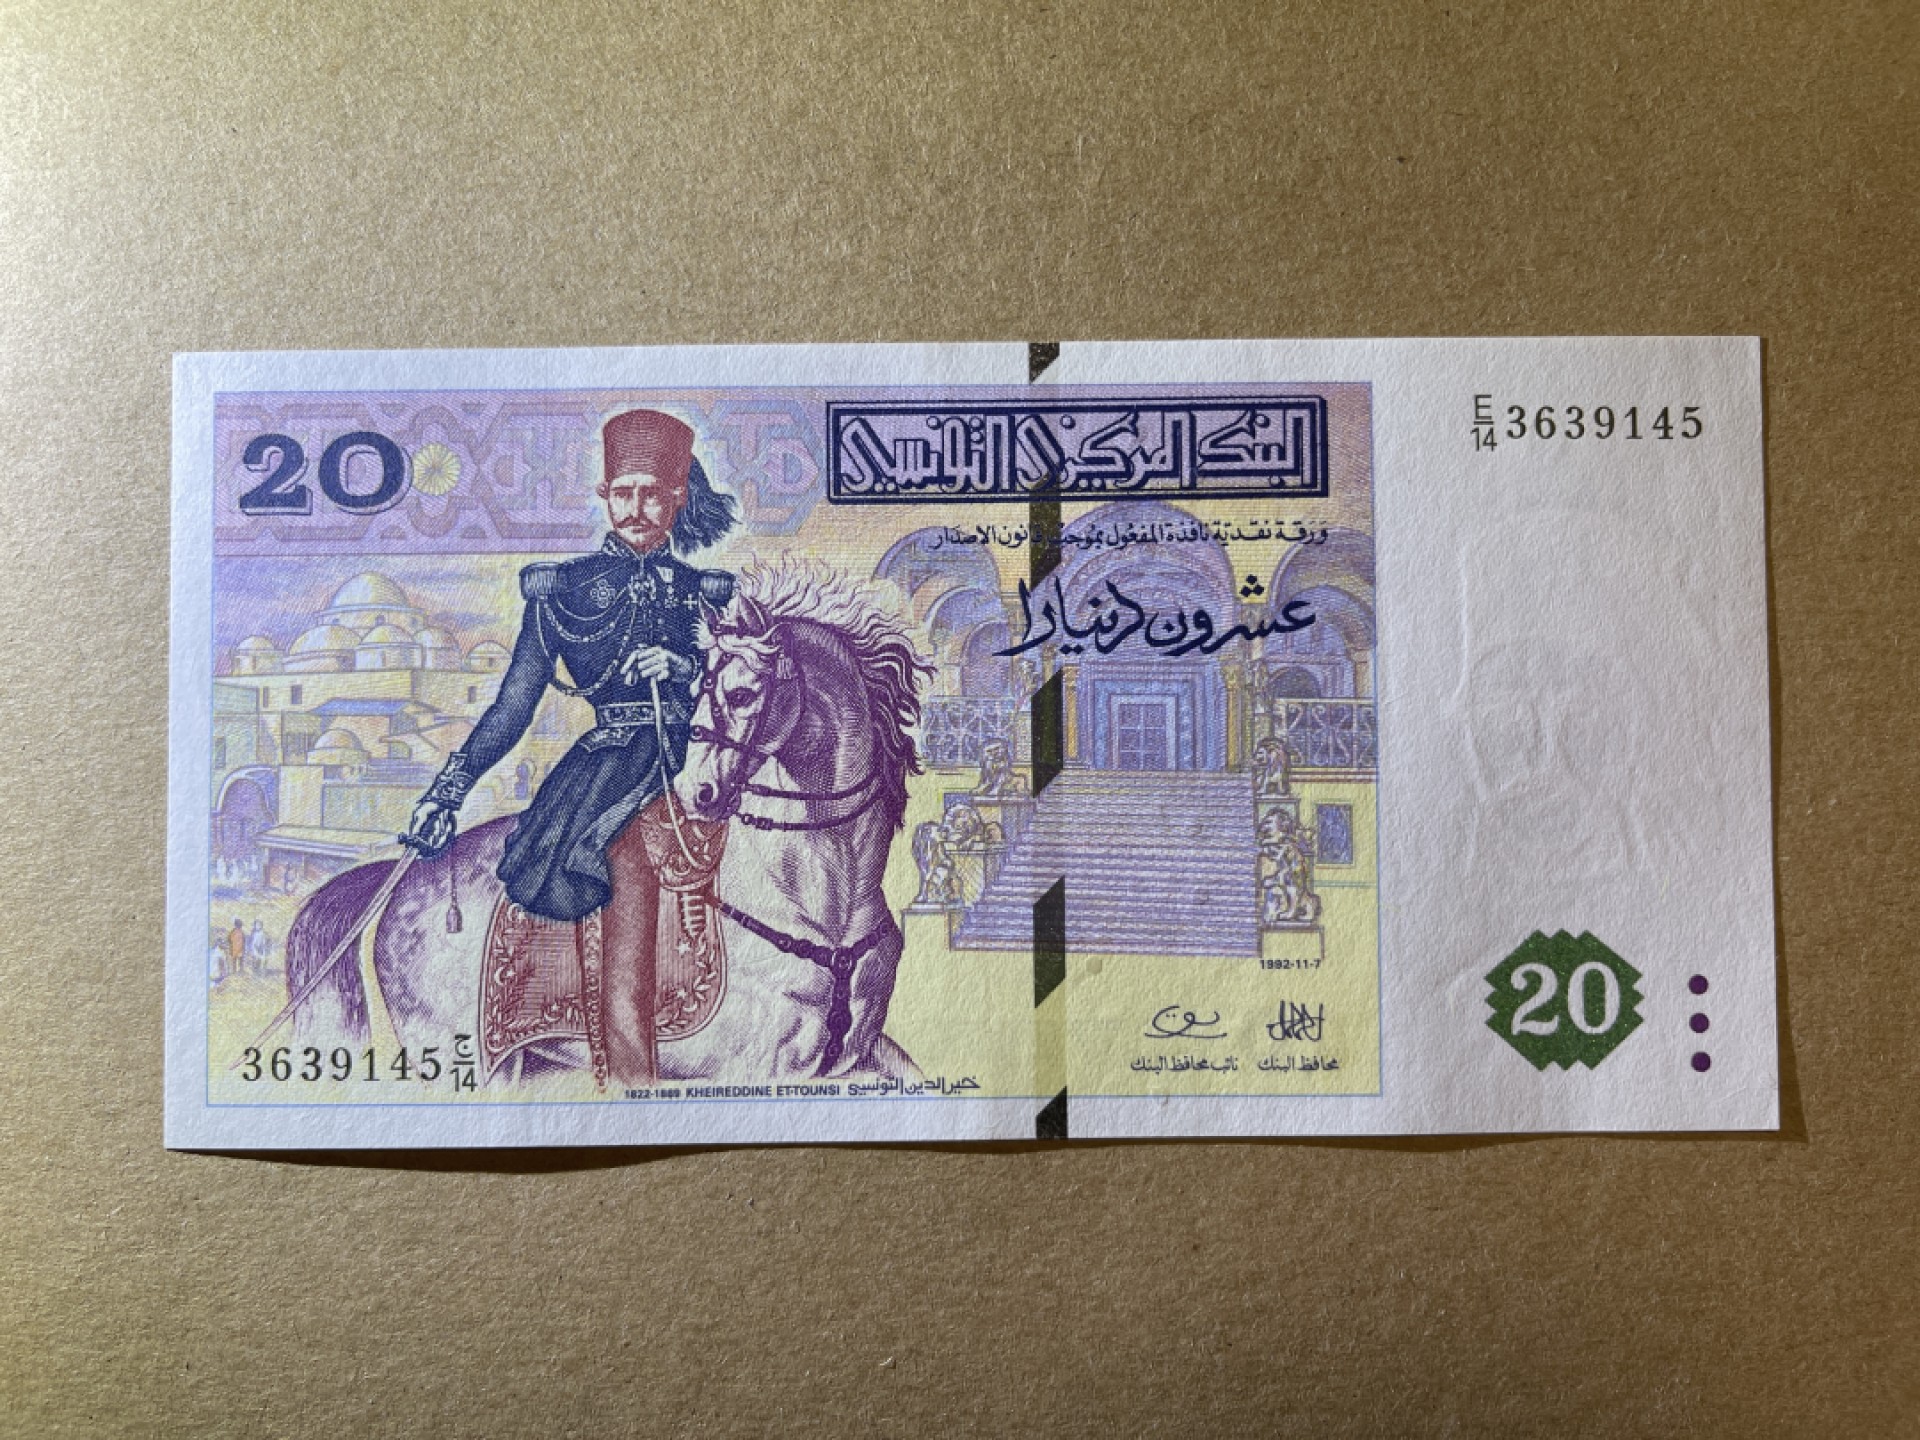 20
البنك المركزي التونسي
E/14 3639145
ورقة نقدية نافذة المفعول بموجب قانون الاصدار
عشرون دينارا
1992-11-7
محافظ البنك
نائب محافظ البنك
20
3639145 ج/14
1822-1889 KHEIREDDINE ET-TOUNSI خير الدين التونسي